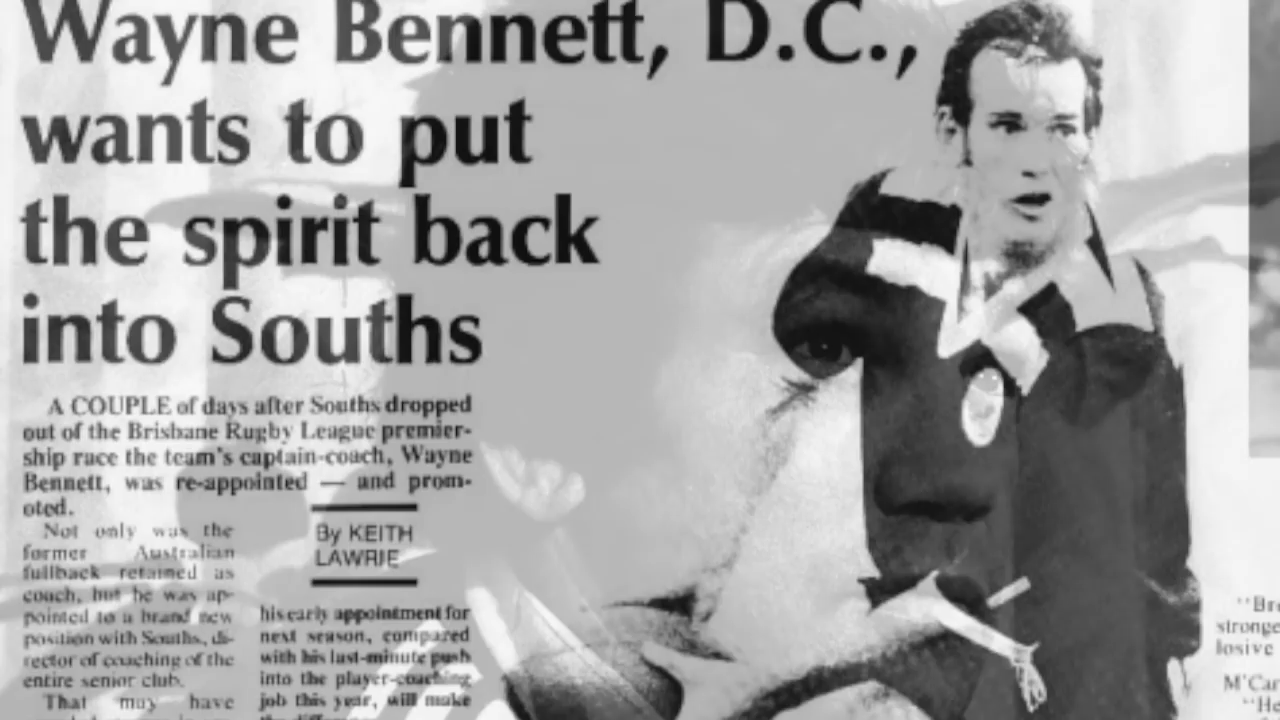 Wayne Bennett, D.C.,
wants to put
the spirit back
into Souths
A COUPLE of days after Souths dropped
out of the Brisbane Rugby League premier-
ship race the team's captain-coach, Wayne
Bennett, was re-appointed — and prom-
oted.
Not only was the
former Australian
fullback retained as
coach, but he was ap-
pointed to a brand new
position with Souths, di-
rector of coaching of the
entire senior club.
That may have
By KEITH
LAWRIE
his early appointment for
next season, compared
with his last-minute push
into the player-coaching
job this year, will make
the difference
stronge
losive
M'Car
"He